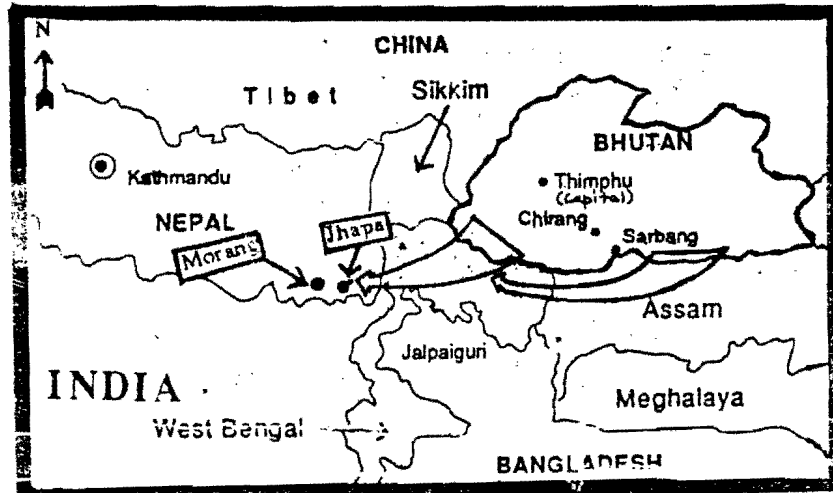 N
CHINA
Tibet
Sikkim
BHUTAN
Kathmandu
Thimphu
(Capital)
NEPAL
Jhapa
Chirang
Morang
Sarbang
Assam
Jalpaiguri
INDIA
Meghalaya
West Bengal
BANGLADESH